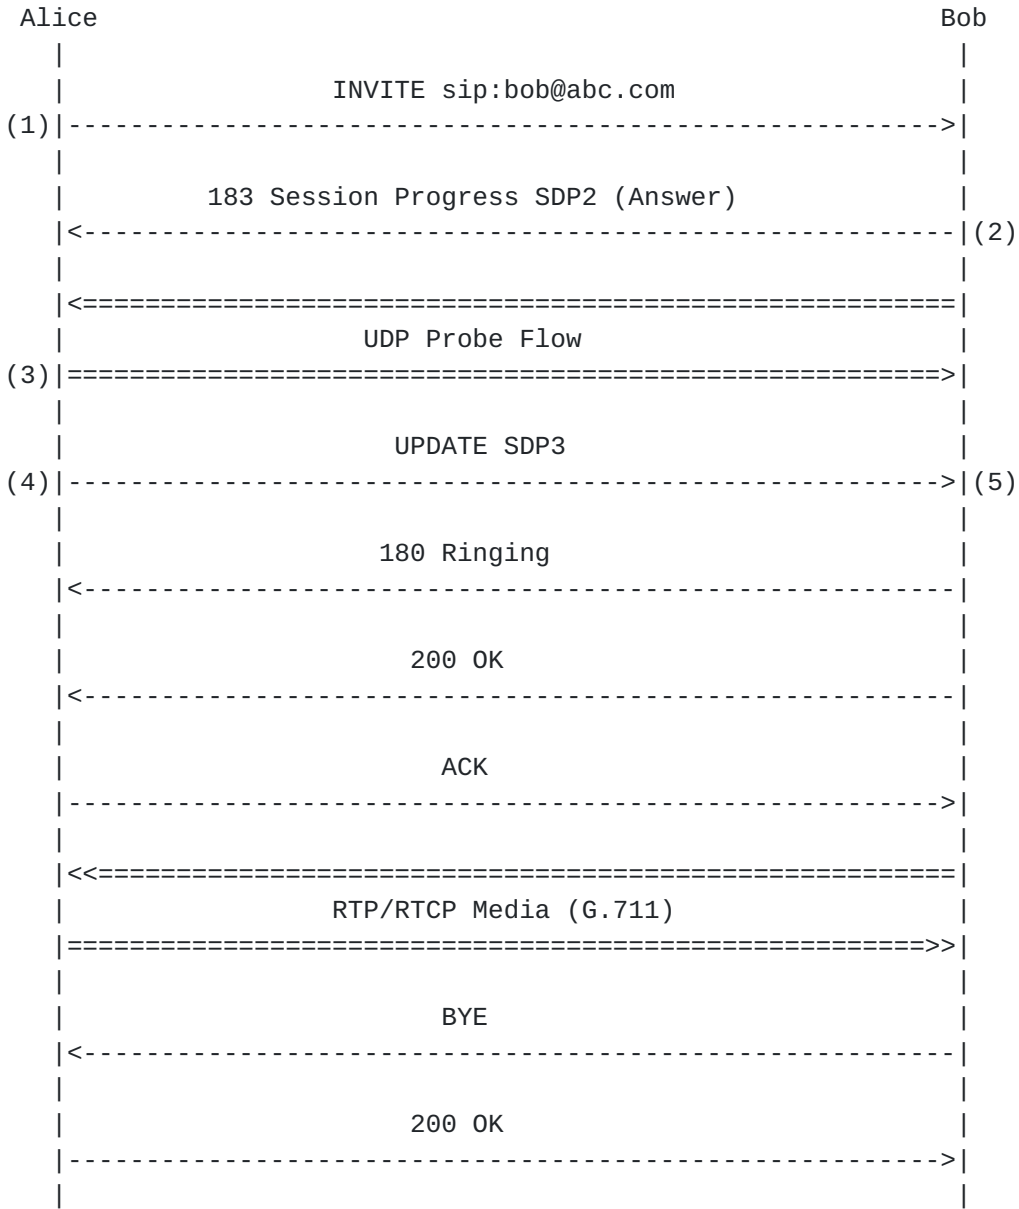 Alice Bob
INVITE sip:bob@abc.com
(1)|-------------------------------------------------------->|
183 Session Progress SDP2 (Answer)
|<--------------------------------------------------------|(2)
|<========================================================|
UDP Probe Flow
(3)|========================================================>|
UPDATE SDP3
(4)|-------------------------------------------------------->|(5)
180 Ringing
|<--------------------------------------------------------|
200 OK
|<--------------------------------------------------------|
ACK
|-------------------------------------------------------->|
|<<=======================================================|
RTP/RTCP Media (G.711)
|=======================================================>>|
BYE
|<--------------------------------------------------------|
200 OK
|-------------------------------------------------------->|